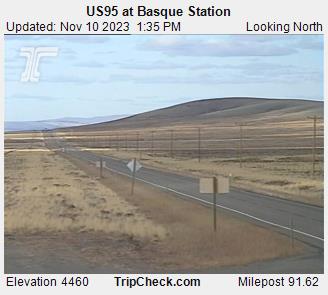 US95 at Basque Station
Updated: Nov 10 2023 1:35 PM Looking North
Elevation 4460 TripCheck.com Milepost 91.62